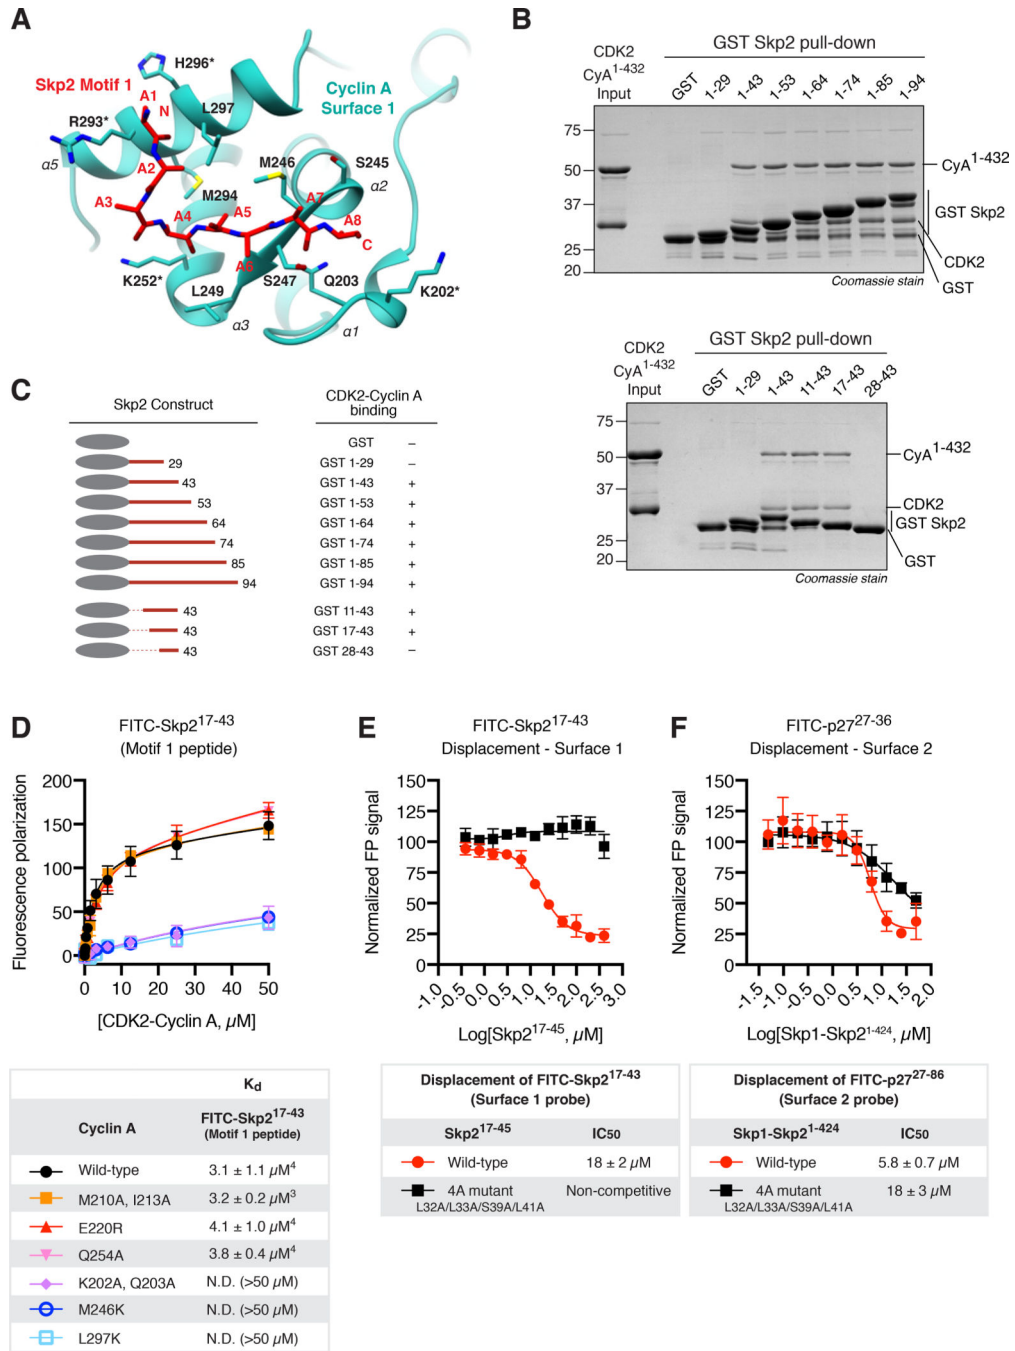 A
Skp2 Motif 1
H296*
Cyclin A
Surface 1
A1
N
L297
R293*
α5
A2
M246
S245
α2
M294
A3
A4
A5
A7
A8
C
A6
K252*
L249
S247
Q203
K202*
α3
α1
B
CDK2
CyA1-432
Input
GST Skp2 pull-down
GST
1-29
1-43
1-53
1-64
1-74
1-85
1-94
75
50
37
25
20
CyA1-432
GST Skp2
CDK2
GST
Coomassie stain
CDK2
CyA1-432
Input
GST Skp2 pull-down
GST
1-29
1-43
11-43
17-43
28-43
75
50
37
25
20
CyA1-432
CDK2
GST Skp2
GST
Coomassie stain
C
Skp2 Construct
CDK2-Cyclin A
binding
GST –
29 GST 1-29 –
43 GST 1-43 +
53 GST 1-53 +
64 GST 1-64 +
74 GST 1-74 +
85 GST 1-85 +
94 GST 1-94 +
43 GST 11-43 +
43 GST 17-43 +
43 GST 28-43 –
D
FITC-Skp217-43
(Motif 1 peptide)
Fluorescence polarization
200
150
100
50
0
0 10 20 30 40 50
[CDK2-Cyclin A, μM]
Kd
Cyclin A
FITC-Skp217-43
(Motif 1 peptide)
Wild-type 3.1 ± 1.1 μM4
M210A, I213A 3.2 ± 0.2 μM3
E220R 4.1 ± 1.0 μM4
Q254A 3.8 ± 0.4 μM4
K202A, Q203A N.D. (>50 μM)
M246K N.D. (>50 μM)
L297K N.D. (>50 μM)
E
FITC-Skp217-43
Displacement - Surface 1
Normalized FP signal
150
125
100
75
50
25
0
-1.0 -0.5 0.0 0.5 1.0 1.5 2.0 2.5 3.0
Log[Skp217-45, μM]
Displacement of FITC-Skp217-43
(Surface 1 probe)
Skp217-45 IC50
Wild-type 18 ± 2 μM
4A mutant Non-competitive
L32A/L33A/S39A/L41A
F
FITC-p2727-36
Displacement - Surface 2
Normalized FP signal
150
125
100
75
50
25
0
-1.5 -1.0 -0.5 0.0 0.5 1.0 1.5 2.0
Log[Skp1-Skp21-424, μM]
Displacement of FITC-p2727-86
(Surface 2 probe)
Skp1-Skp21-424 IC50
Wild-type 5.8 ± 0.7 μM
4A mutant 18 ± 3 μM
L32A/L33A/S39A/L41A